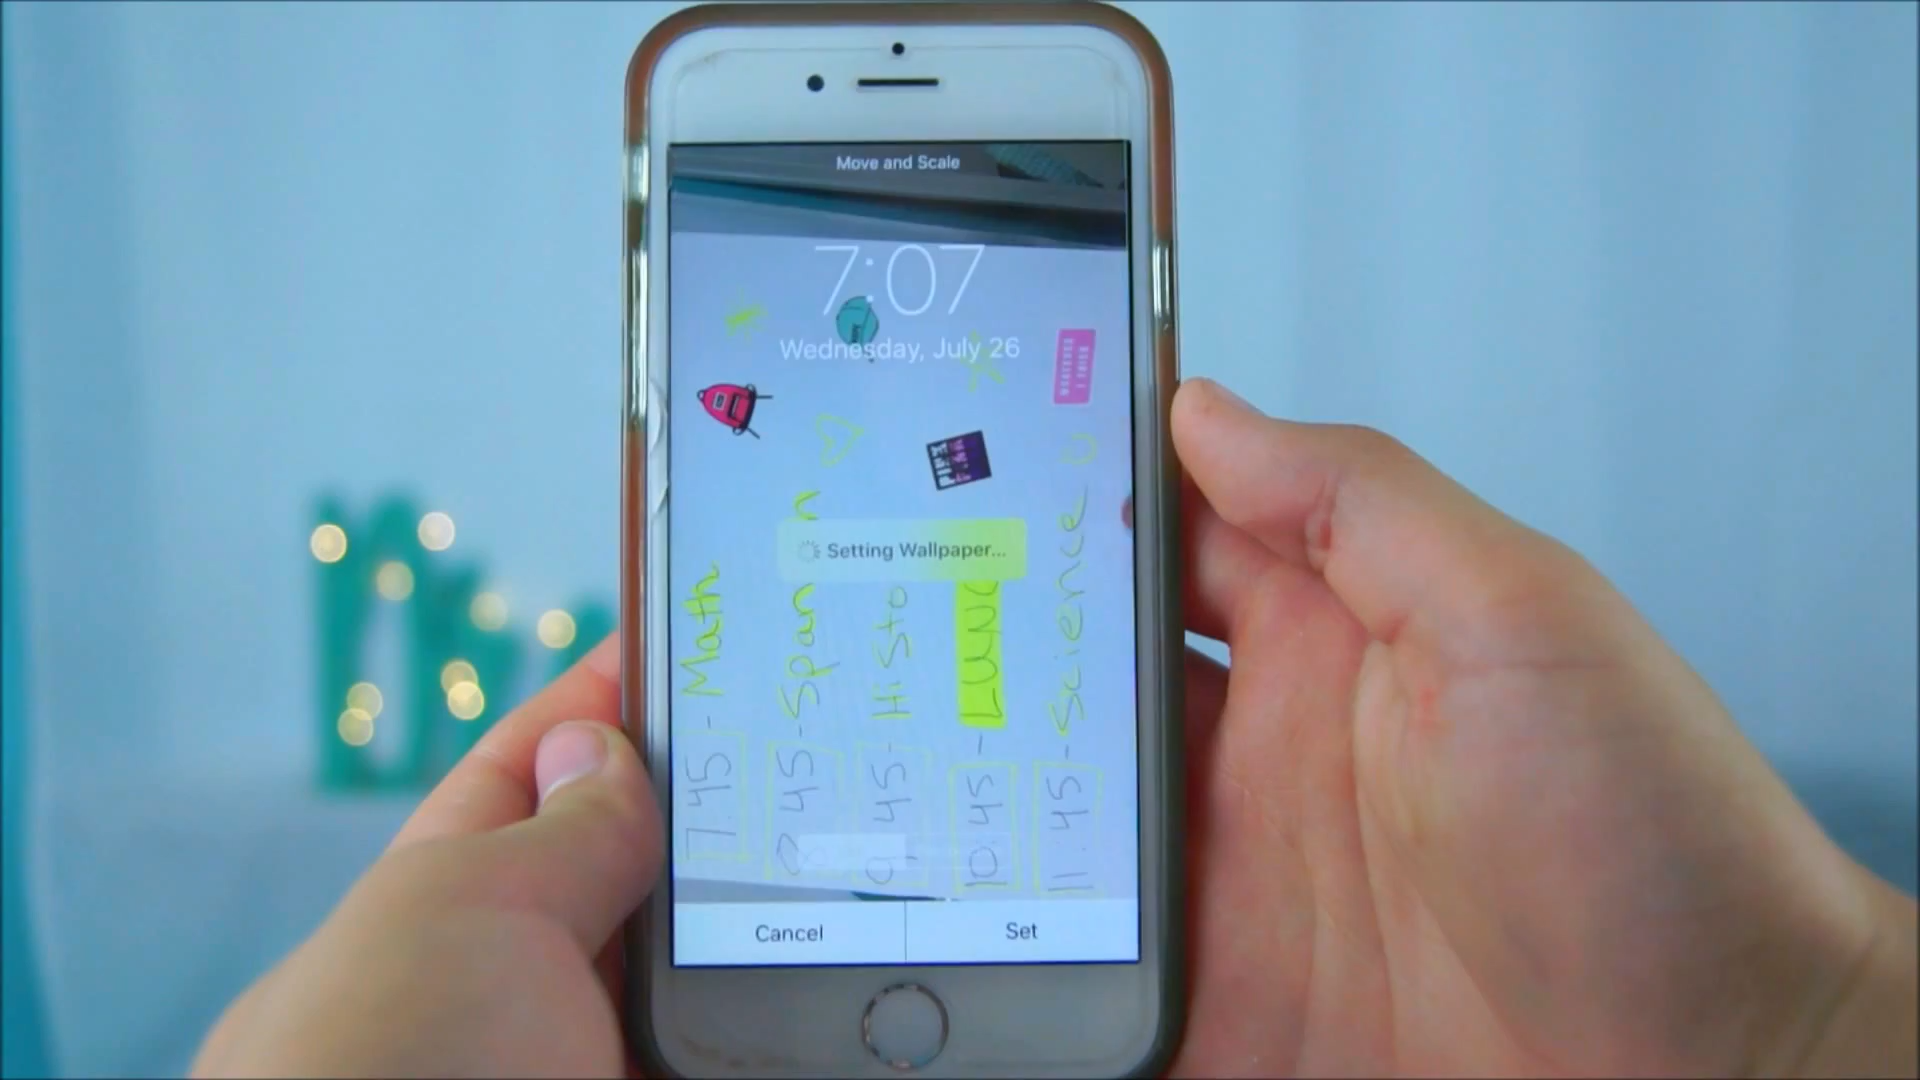 Move and Scale
7:07
Wednesday, July 26
Setting Wallpaper...
7:45 - Math
8:45 - Span
9:45 - Histo
10:45 -
11:45 - Science
Cancel
Set